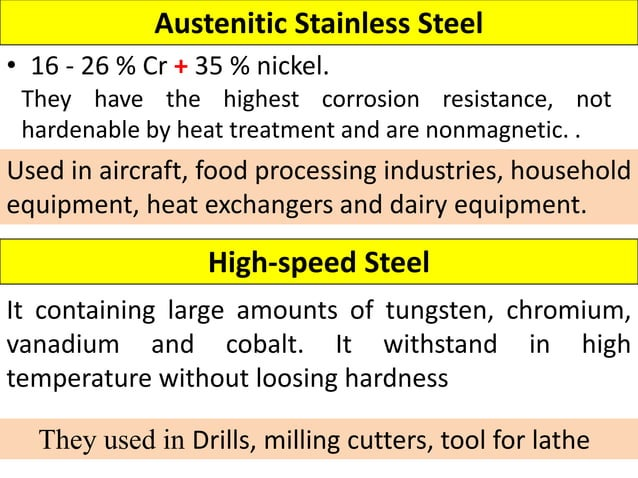 Austenitic Stainless Steel
• 16 - 26 % Cr + 35 % nickel.
They have the highest corrosion resistance, not
hardenable by heat treatment and are nonmagnetic. .
Used in aircraft, food processing industries, household
equipment, heat exchangers and dairy equipment.
High-speed Steel
It containing large amounts of tungsten, chromium,
vanadium and cobalt. It withstand in high
temperature without loosing hardness
They used in Drills, milling cutters, tool for lathe